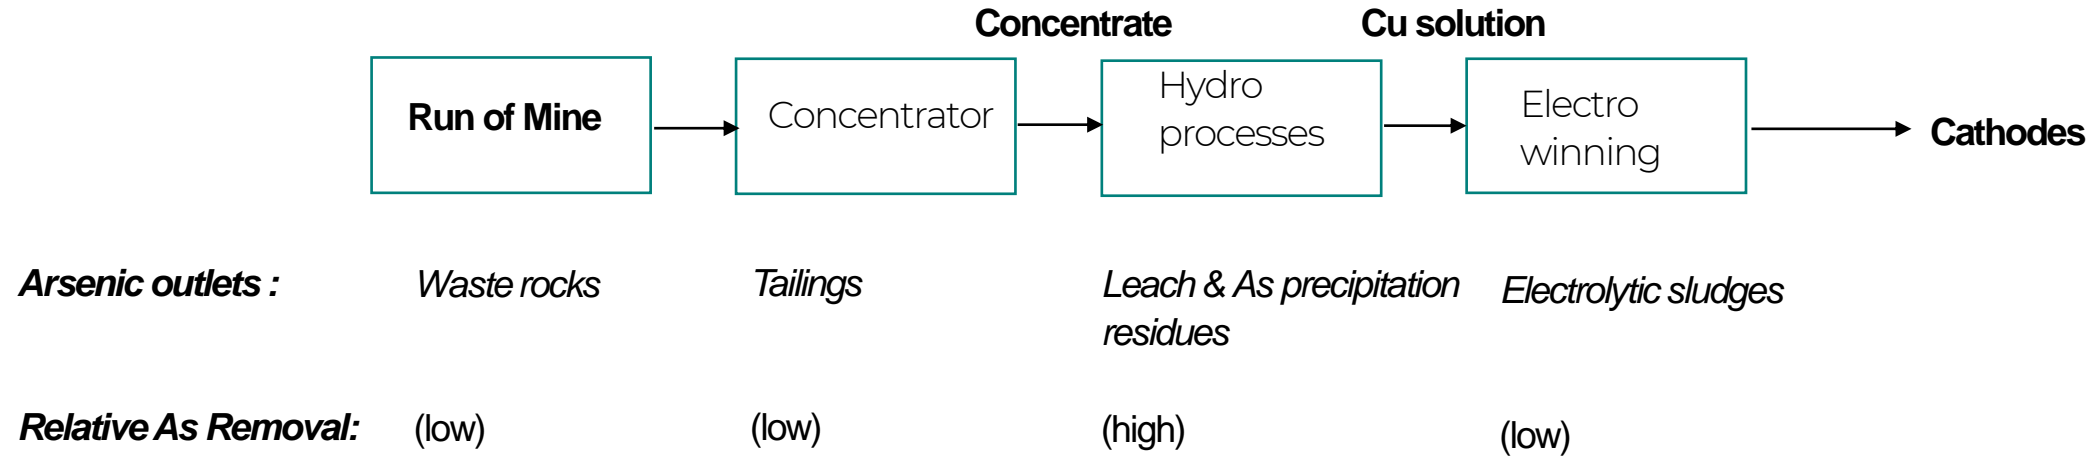 Concentrate
Cu solution
Run of Mine
Concentrator
Hydro
processes
Electro
winning
Cathodes
Arsenic outlets :
Waste rocks
Tailings
Leach & As precipitation
residues
Electrolytic sludges
Relative As Removal:
(low)
(low)
(high)
(low)